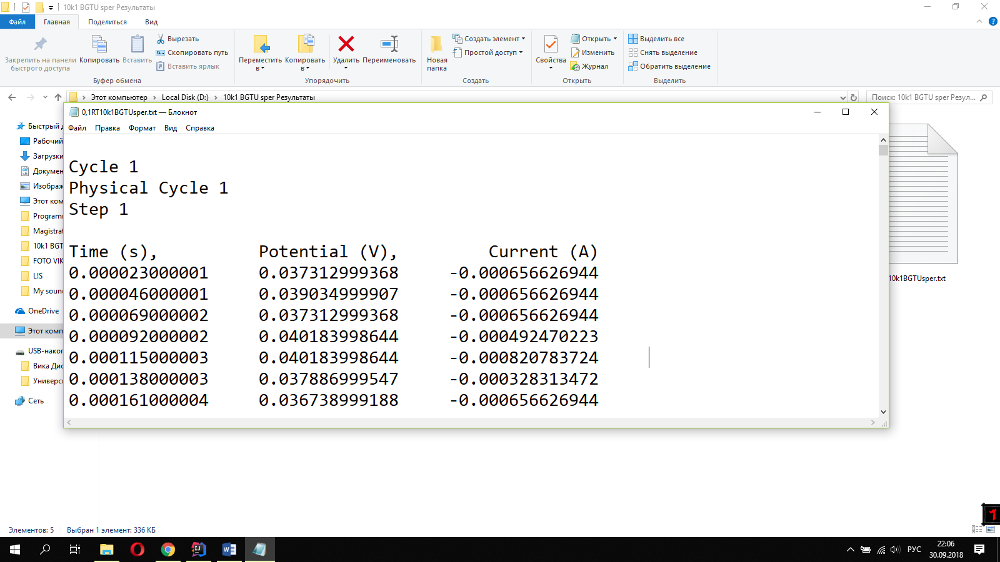 10k1 BGTU sper Результаты
Файл
Главная
Поделиться
Вид
Закрепить на панели
быстрого доступа
Копировать
Вставить
Вырезать
Скопировать путь
Вставить ярлык
Буфер обмена
Переместить
в
Копировать
в
Удалить
Переименовать
Упорядочить
Новая
папка
Создать элемент
Простой доступ
Создать
Свойства
Открыть
Изменить
Журнал
Открыть
Выделить все
Снять выделение
Обратить выделение
Выделить
Этот компьютер
Local Disk (D:)
10k1 BGTU sper Результаты
Поиск: 10k1 BGTU sper Резул...
Быстрый д
Рабочий
Загрузки
Докумен
Изображ
Этот ком
Program
Magistrat
10k1 BGT
FOTO VIK
L!S
My soun
OneDrive
Этот комп
USB-накоп
Вика Дис
Универс
Сеть
0,1RT10k1BGTUsper.txt — Блокнот
Файл Правка Формат Вид Справка
Cycle 1
Physical Cycle 1
Step 1
Time (s), Potential (V), Current (A)
0.000023000001 0.037312999368 -0.000656626944
0.000046000001 0.039034999907 -0.000656626944
0.000069000002 0.037312999368 -0.000656626944
0.000092000002 0.040183998644 -0.000492470223
0.000115000003 0.040183998644 -0.000820783724
0.000138000003 0.037886999547 -0.000328313472
0.000161000004 0.036738999188 -0.000656626944
10k1BGTUsper.txt
Элементов: 5 Выбран 1 элемент: 336 КБ
РУС
22:06
30.09.2018